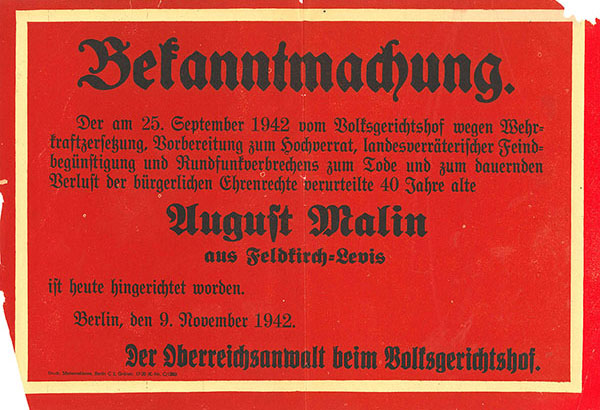 Bekanntmachung.
Der am 25. September 1942 vom Volksgerichtshof wegen Wehr-
kraftzersetzung, Vorbereitung zum Hochverrat, landesverräterischer Feind-
begünstigung und Rundfunkverbrechens zum Tode und zum dauernden
Verlust der bürgerlichen Ehrenrechte verurteilte 40 Jahre alte
August Malin
aus Feldkirch-Levis
ist heute hingerichtet worden.
Berlin, den 9. November 1942.
Der Oberreichsanwalt beim Volksgerichtshof.